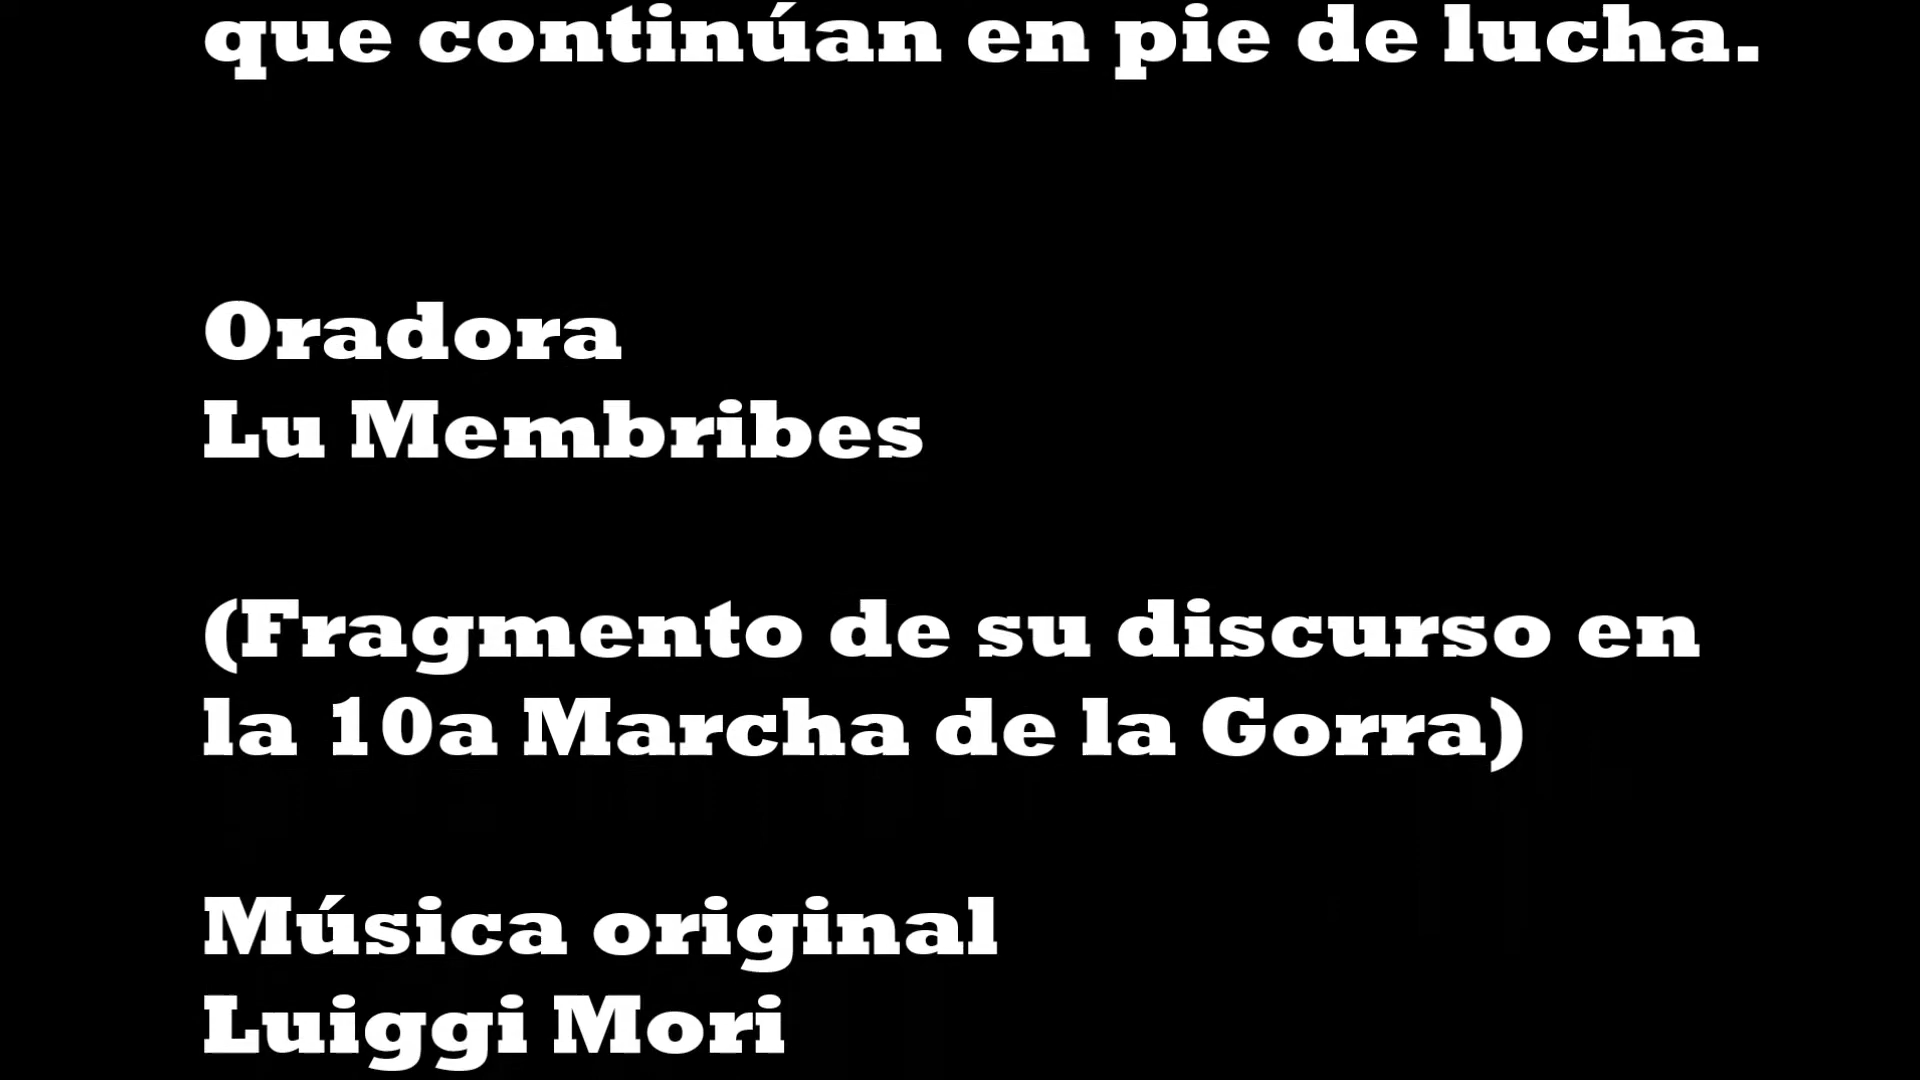 que continúan en pie de lucha.
Oradora
Lu Membribes
(Fragmento de su discurso en
la 10a Marcha de la Gorra)
Música original
Luiggi Mori